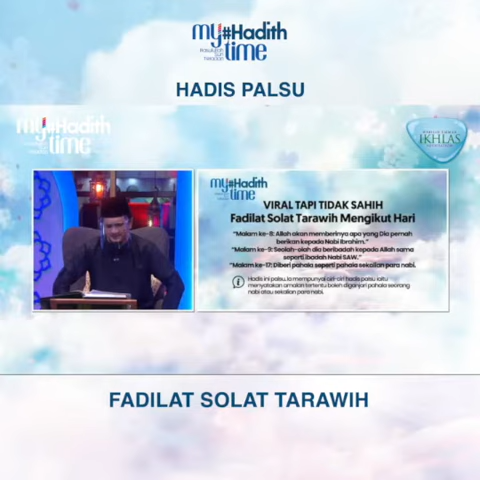 my#Hadith
time
HADIS PALSU
my#Hadith
time
IKHLAS
my#Hadith
time
VIRAL TAPI TIDAK SAHIH
Fadilat Solat Tarawih Mengikut Hari
"Malam ke-8: Allah akan memberinya apa yang Dia pernah
berikan kepada Nabi Ibrahim."
"Malam ke-9: Seolah-olah dia beribadah kepada Allah sama
seperti ibadah Nabi SAW."
"Malam ke-17: Diberi pahala seperti pahala sekalian para nabi.
Hadis ini palsu. Ia mempunyai ciri-ciri hadis palsu iaitu
menyatakan amalan tertentu boleh diganjari pahala seorang
nabi atau sekalian para nabi.
FADILAT SOLAT TARAWIH